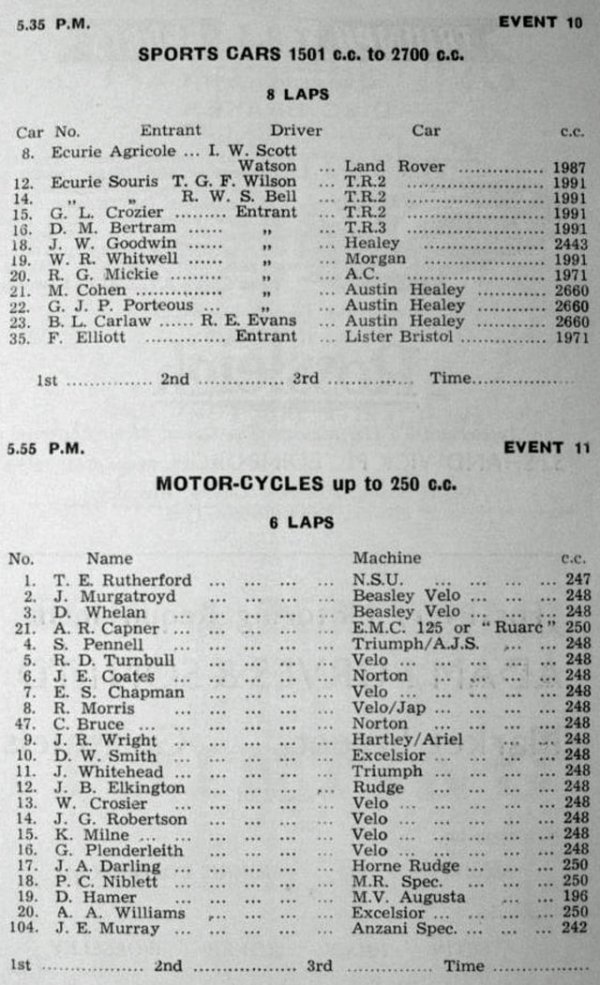 5.35 P.M. EVENT 10
SPORTS CARS 1501 c.c. to 2700 c.c.
8 LAPS
Car No. Entrant Driver Car c.c.
8. Ecurie Agricole ... I. W. Scott
Watson ... Land Rover ............... 1987
12. Ecurie Souris T. G. F. Wilson ... T.R.2 ........................ 1991
14. „ „ R. W. S. Bell ... T.R.2 ........................ 1991
15. G. L. Crozier ......... Entrant ... T.R.2 ........................ 1991
16. D. M. Bertram ...... „ ... T.R.3 ........................ 1991
18. J. W. Goodwin ...... „ ... Healey ..................... 2443
19. W. R. Whitwell ...... „ ... Morgan ..................... 1991
20. R. G. Mickie ......... „ ... A.C. ........................ 1971
21. M. Cohen ............... „ ... Austin Healey ............ 2660
22. G. J. P. Porteous ... „ ... Austin Healey ............ 2660
23. B. L. Carlaw ...... R. E. Evans ... Austin Healey ............ 2660
35. F. Elliott .............. Entrant ... Lister Bristol ............... 1971
1st ............... 2nd ............... 3rd ............... Time..................
5.55 P.M. EVENT 11
MOTOR-CYCLES up to 250 c.c.
6 LAPS
No. Name Machine c.c.
1. T. E. Rutherford ... ... ... ... N.S.U. ... ... ... ... 247
2. J. Murgatroyd ... ... ... ... Beasley Velo ... ... ... 248
3. D. Whelan ... ... ... ... Beasley Velo ... ... ... 248
21. A. R. Capner ... ... ... ... E.M.C. 125 or "Ruarc" 250
4. S. Pennell ... ... ... ... Triumph/A.J.S. ... ... 248
5. R. D. Turnbull ... ... ... ... Velo ... ... ... ... ... 248
6. J. E. Coates ... ... ... ... Norton ... ... ... ... 248
7. E. S. Chapman ... ... ... ... Velo ... ... ... ... ... 248
8. R. Morris ... ... ... ... Velo/Jap ... ... ... ... 248
47. C. Bruce ... ... ... ... ... Norton ... ... ... ... 248
9. J. R. Wright ... ... ... ... Hartley/Ariel ... ... 248
10. D. W. Smith ... ... ... ... Excelsior ... ... ... ... 248
11. J. Whitehead ... ... ... ... Triumph ... ... ... ... 248
12. J. B. Elkington ... ... ... ... Rudge ... ... ... ... 248
13. W. Crosier ... ... ... ... Velo ... ... ... ... ... 248
14. J. G. Robertson ... ... ... ... Velo ... ... ... ... ... 248
15. K. Milne ... ... ... ... ... Velo ... ... ... ... ... 248
16. G. Plenderleith ... ... ... ... Velo ... ... ... ... ... 248
17. J. A. Darling ... ... ... ... Horne Rudge ... ... ... 250
18. P. C. Niblett ... ... ... ... M.R. Spec. ... ... ... 250
19. D. Hamer ... ... ... ... M.V. Augusta ... ... 196
20. A. A. Williams ... ... ... ... Excelsior ... ... ... ... 250
104. J. E. Murray ... ... ... ... Anzani Spec. ... ... ... 242
1st .................. 2nd .................. 3rd ............... Time .................